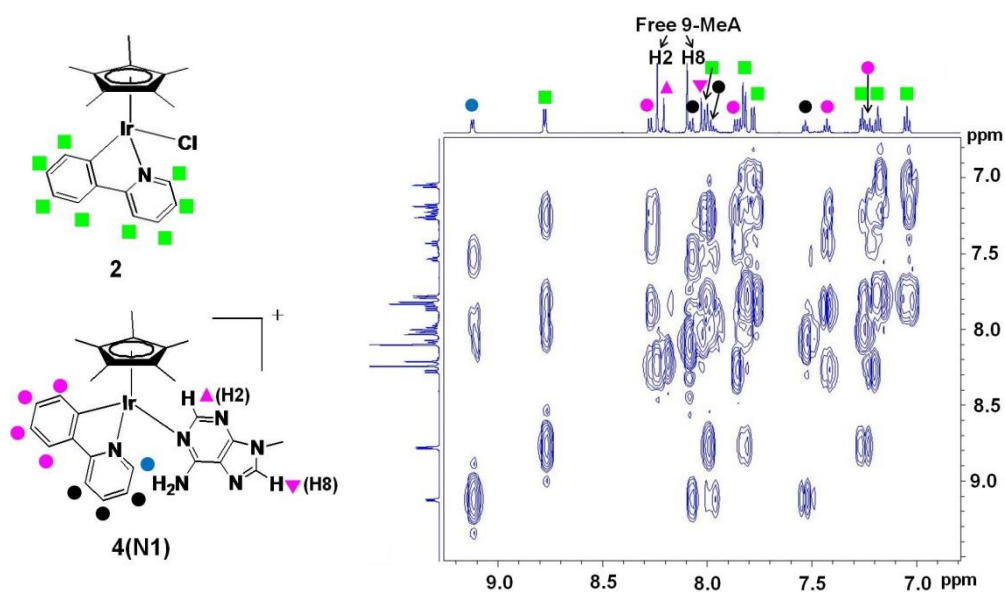 Ir
Cl
N
2
+
Ir
H
(H2)
N
N
N
N
H2N
N
H
(H8)
4(N1)
Free 9-MeA
H2 H8
ppm
7.0
7.5
8.0
8.5
9.0
9.0 8.5 8.0 7.5 7.0 ppm